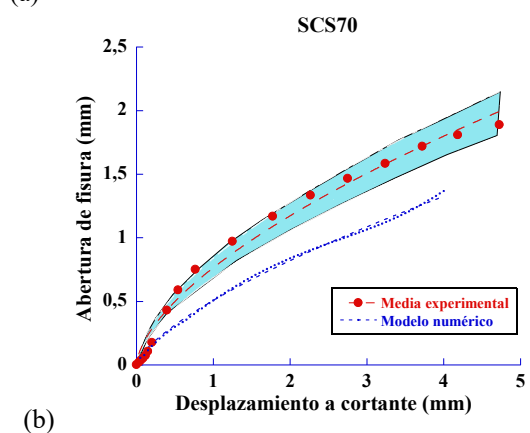 (a)
SCS70
2,5
2
1,5
1
0,5
0
Abertura de fisura (mm)
Media experimental
Modelo numérico
0 1 2 3 4 5
Desplazamiento a cortante (mm)
(b)